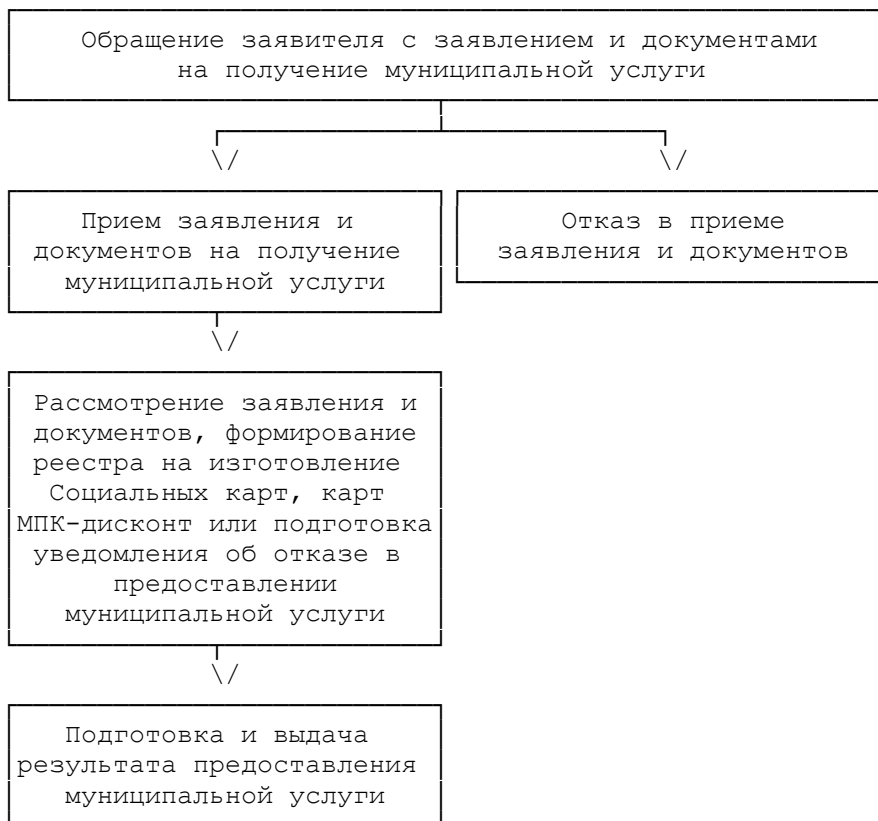 Обращение заявителя с заявлением и документами
на получение муниципальной услуги
\/
\/
Прием заявления и
документов на получение
муниципальной услуги
Отказ в приеме
заявления и документов
\/
Рассмотрение заявления и
документов, формирование
реестра на изготовление
Социальных карт, карт
МПК-дисконт или подготовка
уведомления об отказе в
предоставлении
муниципальной услуги
\/
Подготовка и выдача
результата предоставления
муниципальной услуги